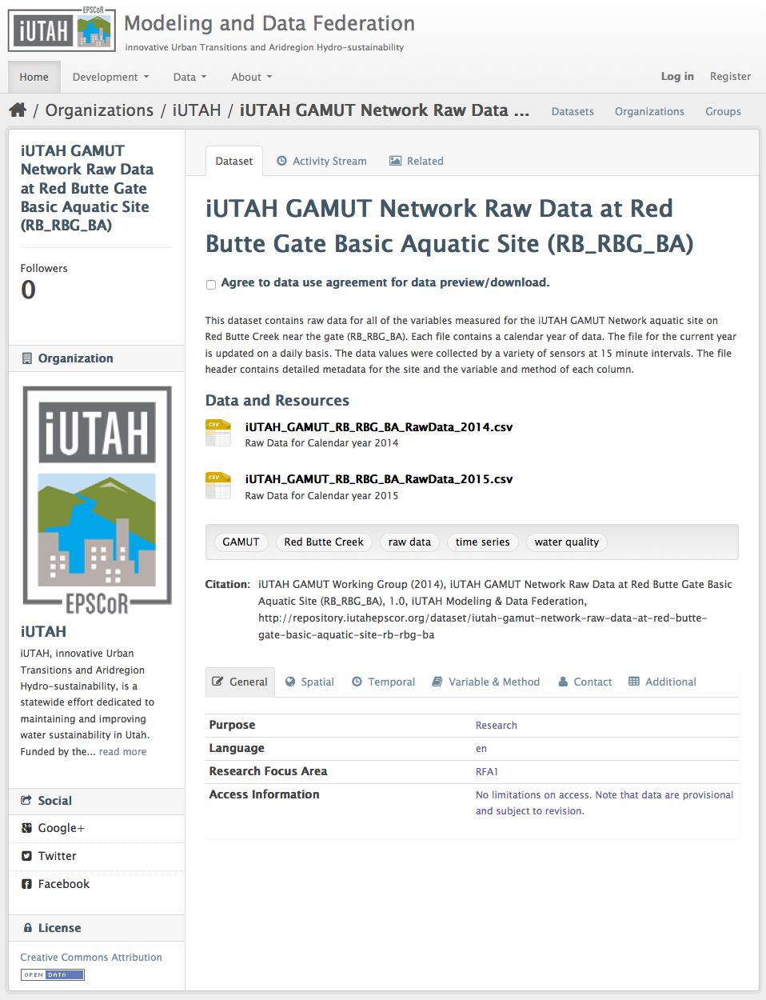 EPSCoR
iUTAH
Modeling and Data Federation
innovative Urban Transitions and Aridregion Hydro-sustainability
Home Development Data About Log in Register
/ Organizations / iUTAH / iUTAH GAMUT Network Raw Data ... Datasets Organizations Groups
iUTAH GAMUT
Network Raw Data
at Red Butte Gate
Basic Aquatic Site
(RB_RBG_BA)
Followers
0
Organization
iUTAH
EPSCoR
iUTAH
iUTAH, innovative Urban
Transitions and Aridregion
Hydro-sustainability, is a
statewide effort dedicated to
maintaining and improving
water sustainability in Utah.
Funded by the... read more
Social
Google+
Twitter
Facebook
License
Creative Commons Attribution
OPEN DATA
Dataset Activity Stream Related
iUTAH GAMUT Network Raw Data at Red
Butte Gate Basic Aquatic Site (RB_RBG_BA)
Agree to data use agreement for data preview/download.
This dataset contains raw data for all of the variables measured for the iUTAH GAMUT Network aquatic site on
Red Butte Creek near the gate (RB_RBG_BA). Each file contains a calendar year of data. The file for the current year
is updated on a daily basis. The data values were collected by a variety of sensors at 15 minute intervals. The file
header contains detailed metadata for the site and the variable and method of each column.
Data and Resources
CSV iUTAH_GAMUT_RB_RBG_BA_RawData_2014.csv
Raw Data for Calendar year 2014
CSV iUTAH_GAMUT_RB_RBG_BA_RawData_2015.csv
Raw Data for Calendar year 2015
GAMUT Red Butte Creek raw data time series water quality
Citation: iUTAH GAMUT Working Group (2014), iUTAH GAMUT Network Raw Data at Red Butte Gate Basic
Aquatic Site (RB_RBG_BA), 1.0, iUTAH Modeling & Data Federation,
http://repository.iutahepscor.org/dataset/iutah-gamut-network-raw-data-at-red-butte-
gate-basic-aquatic-site-rb-rbg-ba
General Spatial Temporal Variable & Method Contact Additional
Purpose Research
Language en
Research Focus Area RFA1
Access Information No limitations on access. Note that data are provisional
and subject to revision.